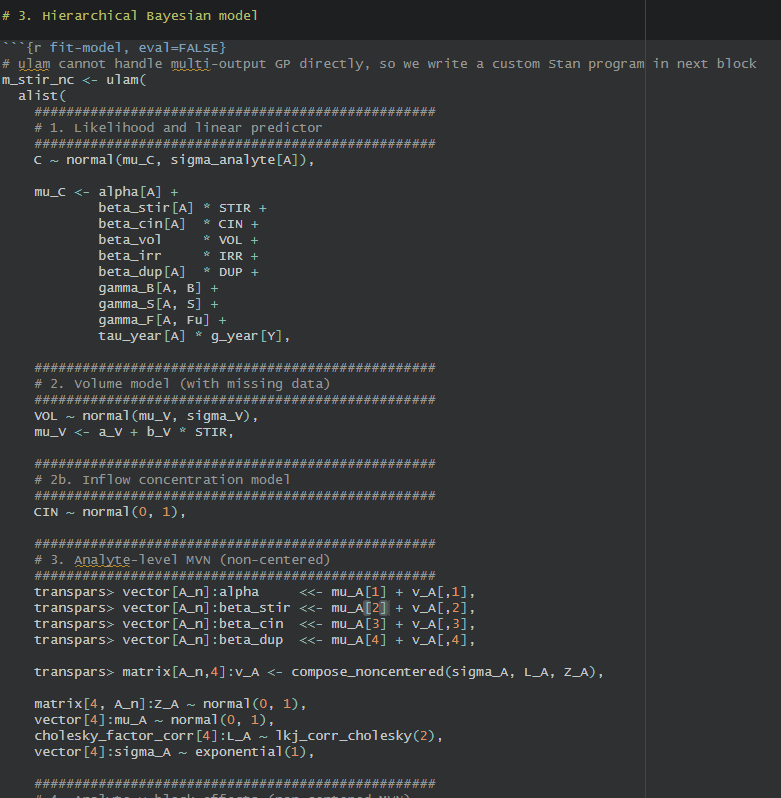 # 3. Hierarchical Bayesian model
```{r fit-model, eval=FALSE}
# ulam cannot handle multi-output GP directly, so we write a custom Stan program in next block
m_stir_nc <- ulam(
  alist(
    ##################################################
    # 1. Likelihood and linear predictor
    ##################################################
    C ~ normal(mu_C, sigma_analyte[A]),
    mu_C <- alpha[A] +
            beta_stir[A] * STIR +
            beta_cin[A]  * CIN +
            beta_vol     * VOL +
            beta_irr     * IRR +
            beta_dup[A]  * DUP +
            gamma_B[A, B] +
            gamma_S[A, S] +
            gamma_F[A, Fu] +
            tau_year[A] * g_year[Y],
    ##################################################
    # 2. Volume model (with missing data)
    ##################################################
    VOL ~ normal(mu_V, sigma_V),
    mu_V <- a_V + b_V * STIR,
    ##################################################
    # 2b. Inflow concentration model
    ##################################################
    CIN ~ normal(0, 1),
    ##################################################
    # 3. Analyte-level MVN (non-centered)
    ##################################################
    transpars> vector[A_n]:alpha     <<- mu_A[1] + v_A[,1],
    transpars> vector[A_n]:beta_stir <<- mu_A[2] + v_A[,2],
    transpars> vector[A_n]:beta_cin  <<- mu_A[3] + v_A[,3],
    transpars> vector[A_n]:beta_dup  <<- mu_A[4] + v_A[,4],
    transpars> matrix[A_n,4]:v_A <- compose_noncentered(sigma_A, L_A, Z_A),
    matrix[4, A_n]:Z_A ~ normal(0, 1),
    vector[4]:mu_A ~ normal(0, 1),
    cholesky_factor_corr[4]:L_A ~ lkj_corr_cholesky(2),
    vector[4]:sigma_A ~ exponential(1),
    ##################################################